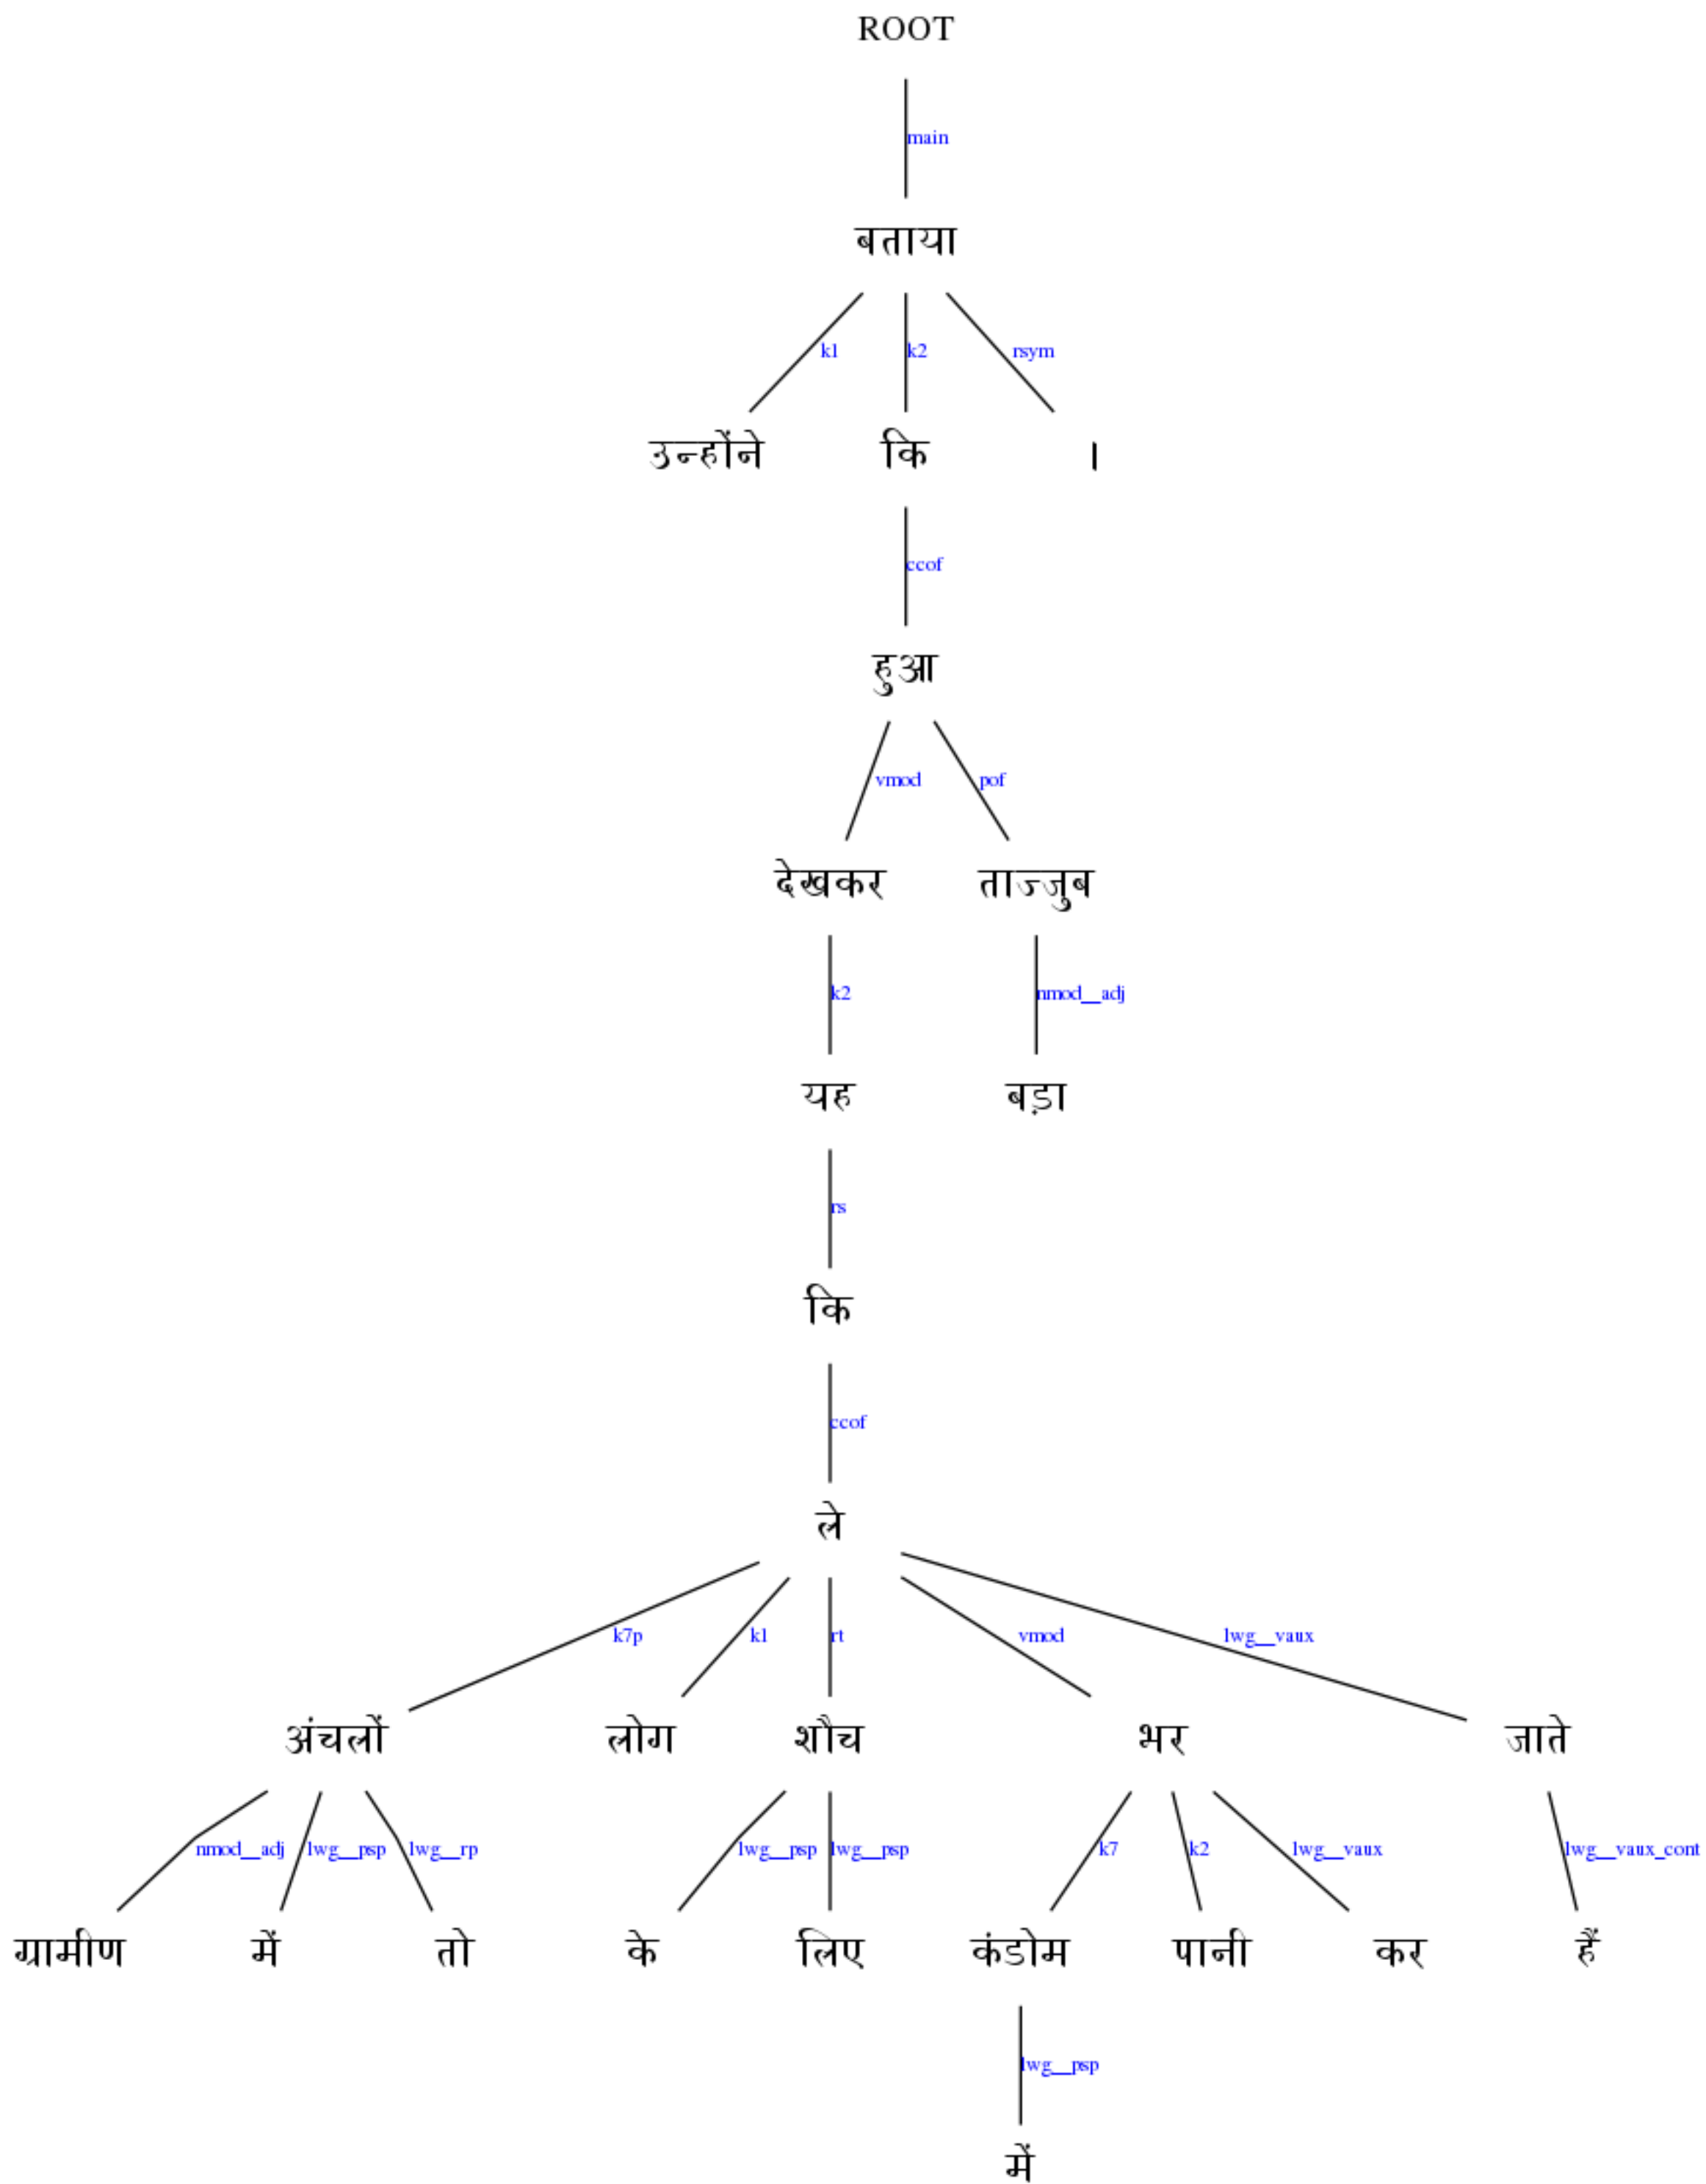 ROOT
main
बताया
k1 k2 rsym
उन्होंने कि ।
ccof
हुआ
vmod pof
देखकर ताज्जुब
k2 nmod__adj
यह बड़ा
rs
कि
ccof
ले
k7p k1 rt vmod lwg__vaux
अंचलों लोग शौच भर जाते
nmod__adj lwg__psp lwg__rp lwg__psp lwg__psp k7 k2 lwg__vaux lwg__vaux_cont
ग्रामीण में तो के लिए कंडोम पानी कर हैं
lwg__psp
में